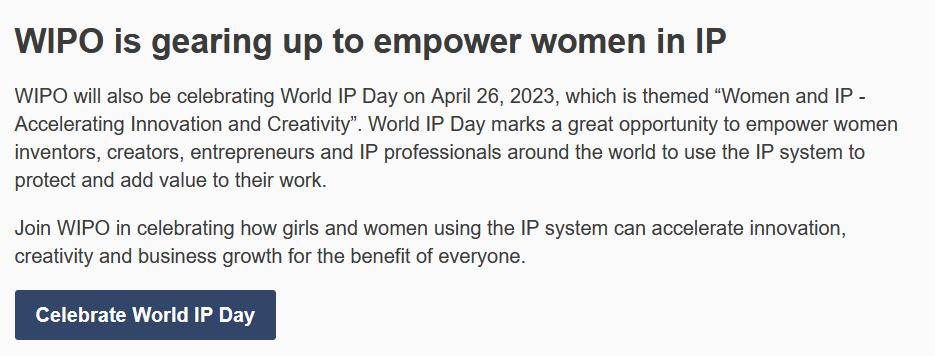 WIPO is gearing up to empower women in IP
WIPO will also be celebrating World IP Day on April 26, 2023, which is themed “Women and IP -
Accelerating Innovation and Creativity”. World IP Day marks a great opportunity to empower women
inventors, creators, entrepreneurs and IP professionals around the world to use the IP system to
protect and add value to their work.
Join WIPO in celebrating how girls and women using the IP system can accelerate innovation,
creativity and business growth for the benefit of everyone.
Celebrate World IP Day